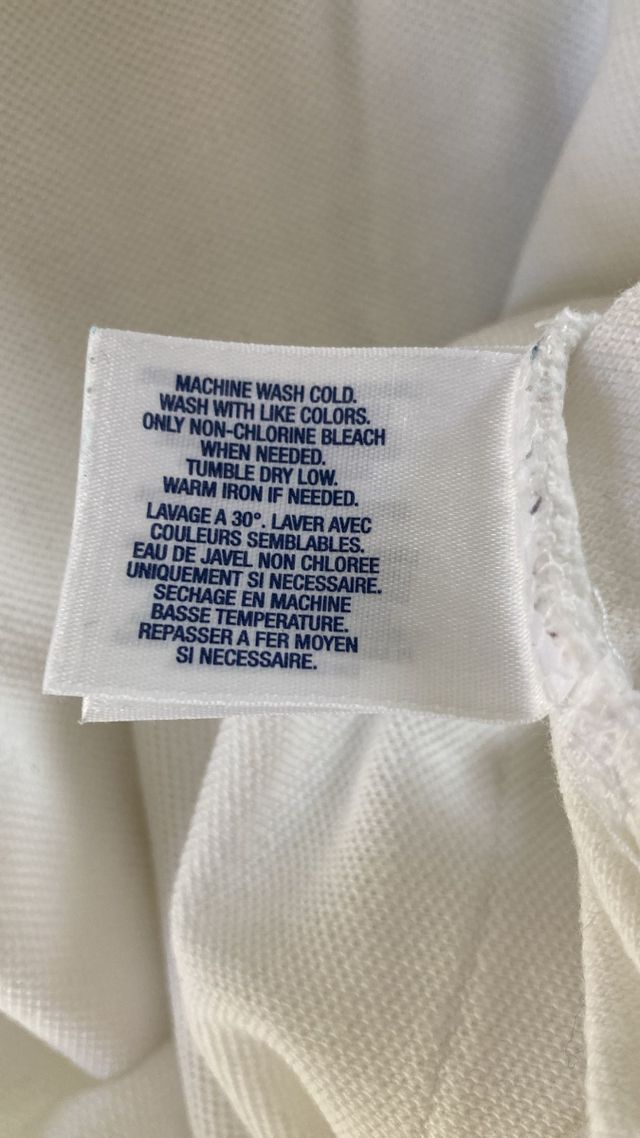 MACHINE WASH COLD.
WASH WITH LIKE COLORS.
ONLY NON-CHLORINE BLEACH
WHEN NEEDED.
TUMBLE DRY LOW.
WARM IRON IF NEEDED.
LAVAGE A 30°. LAVER AVEC
COULEURS SEMBLABLES.
EAU DE JAVEL NON CHLOREE
UNIQUEMENT SI NECESSAIRE.
SECHAGE EN MACHINE
BASSE TEMPERATURE.
REPASSER A FER MOYEN
SI NECESSAIRE.